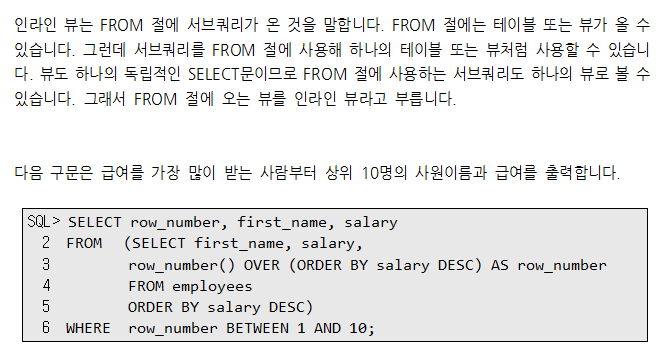 인라인 뷰는 FROM 절에 서브쿼리가 온 것을 말합니다. FROM 절에는 테이블 또는 뷰가 올 수
있습니다. 그런데 서브쿼리를 FROM 절에 사용해 하나의 테이블 또는 뷰처럼 사용할 수 있습니
다. 뷰도 하나의 독립적인 SELECT문이므로 FROM 절에 사용하는 서브쿼리도 하나의 뷰로 볼 수
있습니다. 그래서 FROM 절에 오는 뷰를 인라인 뷰라고 부릅니다.
다음 구문은 급여를 가장 많이 받는 사람부터 상위 10명의 사원이름과 급여를 출력합니다.
SQL> SELECT row_number, first_name, salary
2 FROM (SELECT first_name, salary,
3 row_number() OVER (ORDER BY salary DESC) AS row_number
4 FROM employees
5 ORDER BY salary DESC)
6 WHERE row_number BETWEEN 1 AND 10;